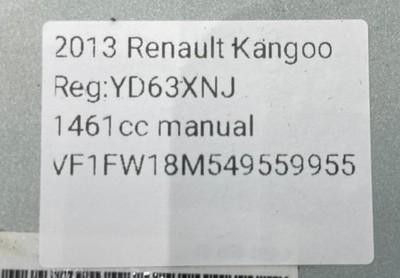 2013 Renault Kangoo
Reg:YD63XNJ
1461cc manual
VF1FW18M549559955